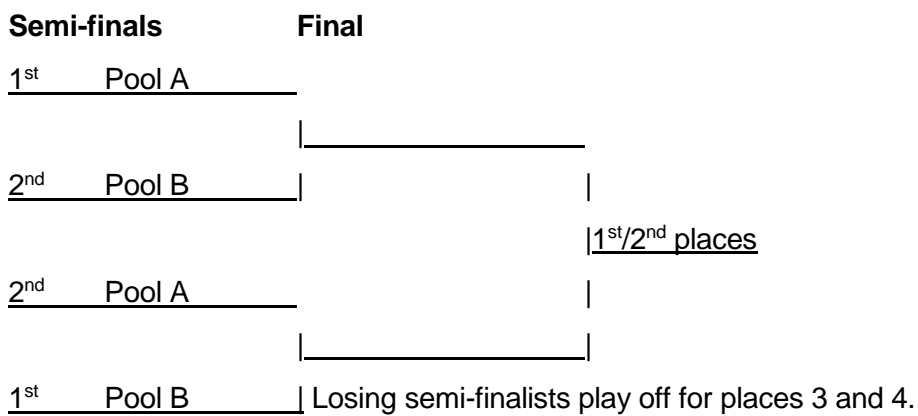 Semi-finals Final
1st Pool A
2nd Pool B
1st/2nd places
2nd Pool A
1st Pool B Losing semi-finalists play off for places 3 and 4.